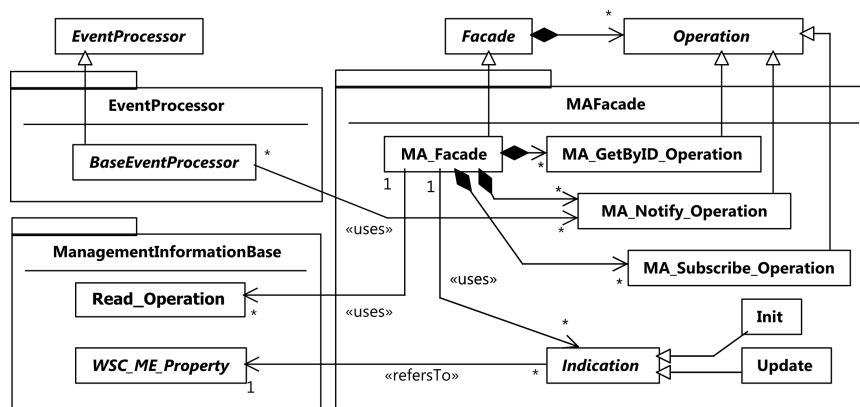 EventProcessor
Facade
*
Operation
EventProcessor
MAFacade
BaseEventProcessor
*
MA_Facade
*
MA_GetByID_Operation
1
1
*
MA_Notify_Operation
«uses»
*
ManagementInformationBase
MA_Subscribe_Operation
*
«uses»
Read_Operation
*
«uses»
Init
*
WSC_ME_Property
1
«refersTo»
*
Indication
Update